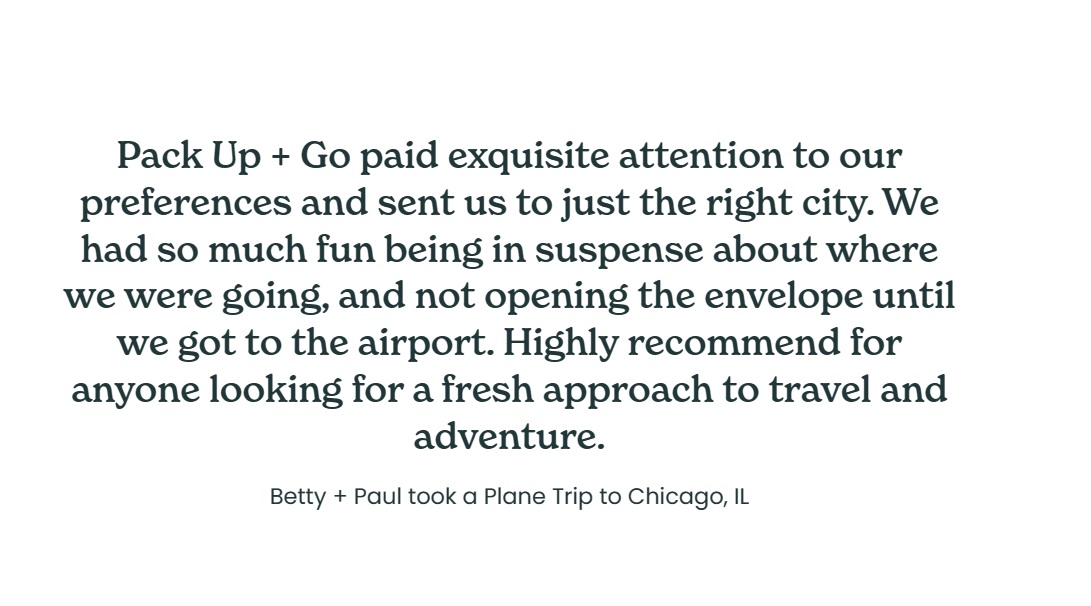 Pack Up + Go paid exquisite attention to our
preferences and sent us to just the right city. We
had so much fun being in suspense about where
we were going, and not opening the envelope until
we got to the airport. Highly recommend for
anyone looking for a fresh approach to travel and
adventure.
Betty + Paul took a Plane Trip to Chicago, IL